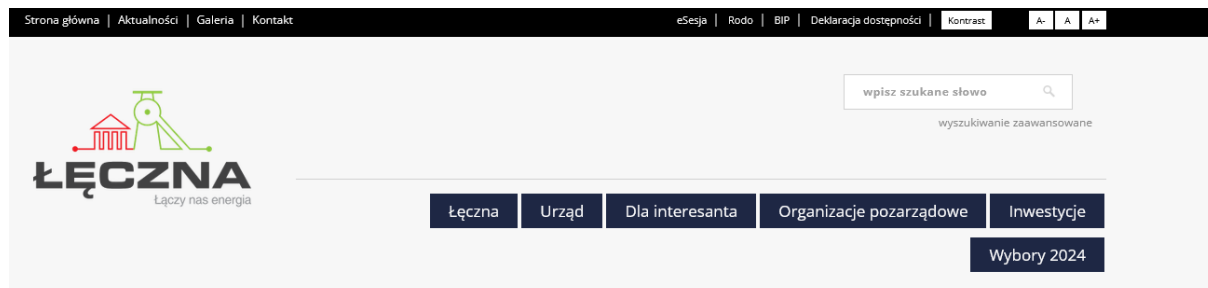 Strona główna | Aktualności | Galeria | Kontakt
eSesja | Rodo | BIP | Deklaracja dostępności | Kontrast A- A A+
wpisz szukane słowo
wyszukiwanie zaawansowane
ŁĘCZNA
Łączy nas energia
Łęczna Urząd Dla interesanta Organizacje pozarządowe Inwestycje
Wybory 2024